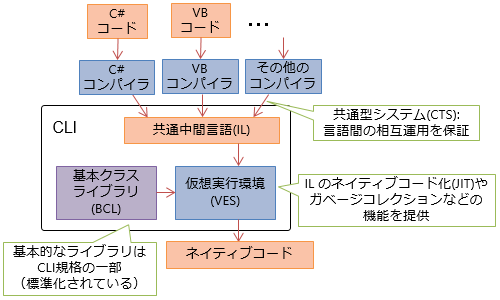 C#
コード
VB
コード
...
C#
コンパイラ
VB
コンパイラ
その他の
コンパイラ
CLI
共通中間言語(IL)
共通型システム(CTS):
言語間の相互運用を保証
基本クラス
ライブラリ
(BCL)
仮想実行環境
(VES)
IL のネイティブコード化(JIT)や
ガベージコレクションなどの
機能を提供
基本的なライブラリは
CLI規格の一部
（標準化されている）
ネイティブコード